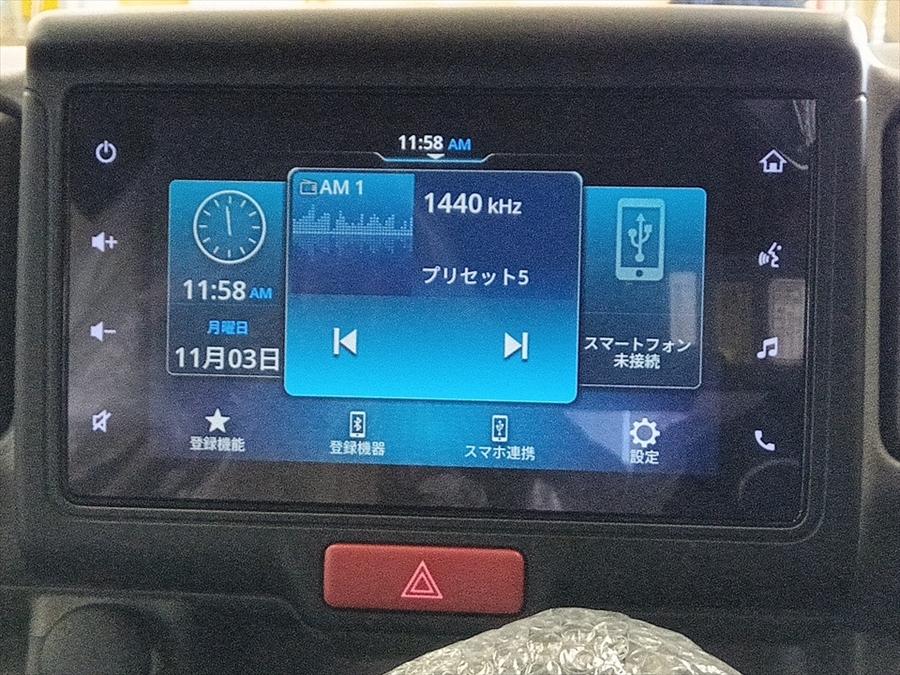 11:58 AM
AM 1
1440 kHz
プリセット5
11:58 AM
月曜日
11月03日
スマートフォン
未接続
登録機能
登録機器
スマホ連携
設定